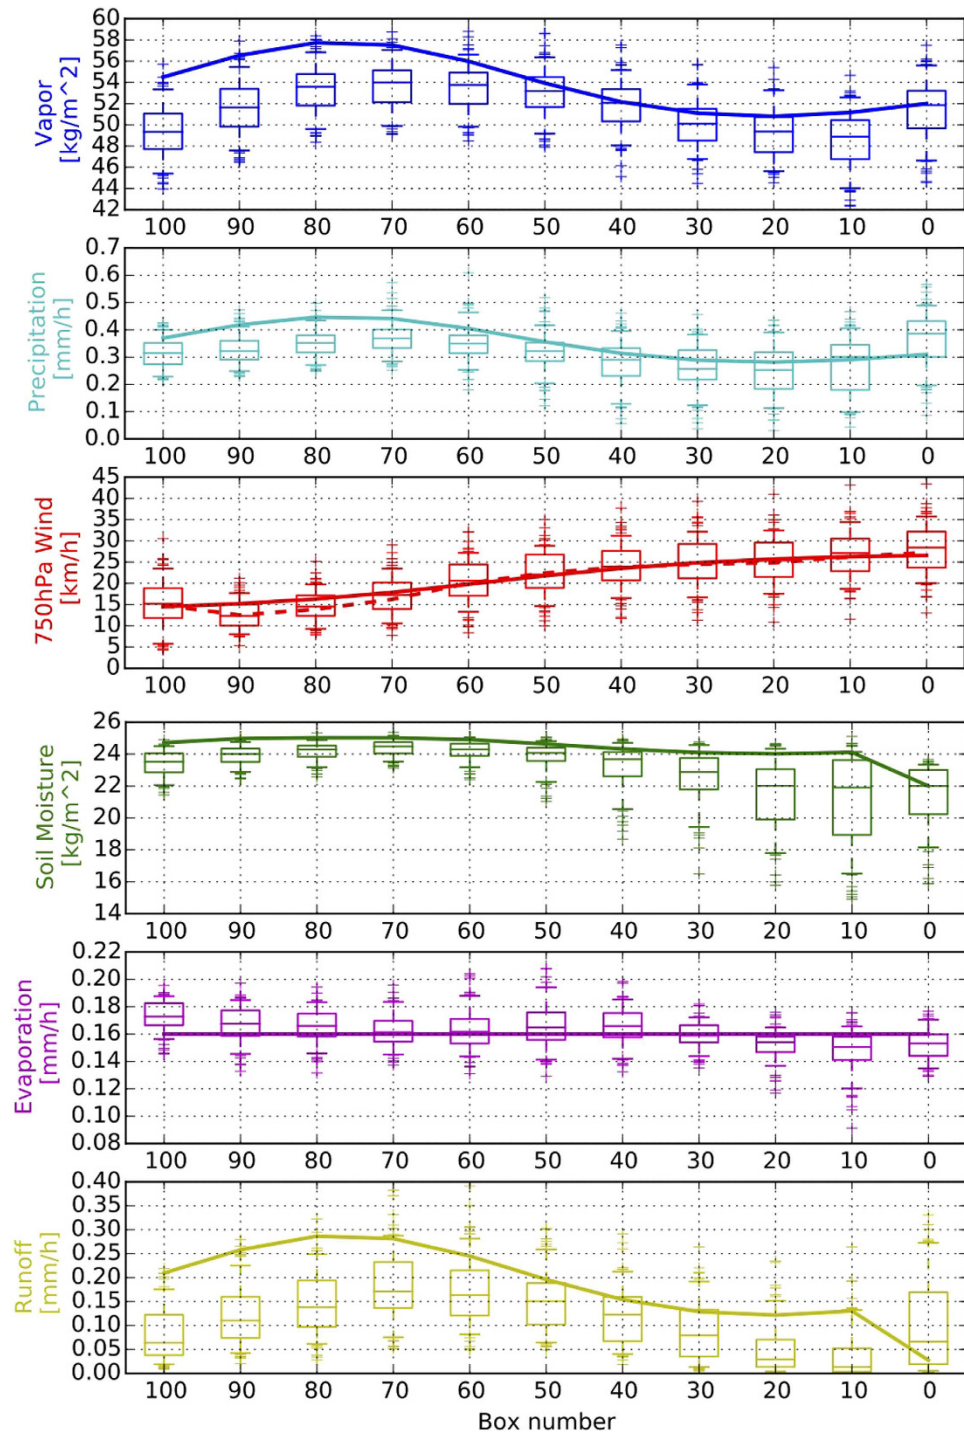 Vapor
[kg/m^2]
58
56
54
52
50
48
46
44
42
100 90 80 70 60 50 40 30 20 10 0
Precipitation
[mm/h]
0.7
0.6
0.5
0.4
0.3
0.2
0.1
0.0
100 90 80 70 60 50 40 30 20 10 0
750hPa Wind
[km/h]
45
40
35
30
25
20
15
10
5
0
100 90 80 70 60 50 40 30 20 10 0
Soil Moisture
[kg/m^2]
26
24
22
20
18
16
14
100 90 80 70 60 50 40 30 20 10 0
Evaporation
[mm/h]
0.22
0.20
0.18
0.16
0.14
0.12
0.10
0.08
100 90 80 70 60 50 40 30 20 10 0
Runoff
[mm/h]
0.40
0.35
0.30
0.25
0.20
0.15
0.10
0.05
0.00
100 90 80 70 60 50 40 30 20 10 0
Box number